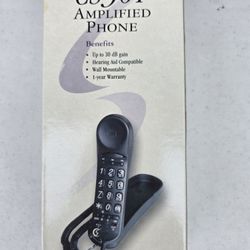 AMPLIFIED
PHONE
Benefits
• Up to 30 dB gain
• Hearing Aid Compatible
• Wall Mountable
• 1-year Warranty